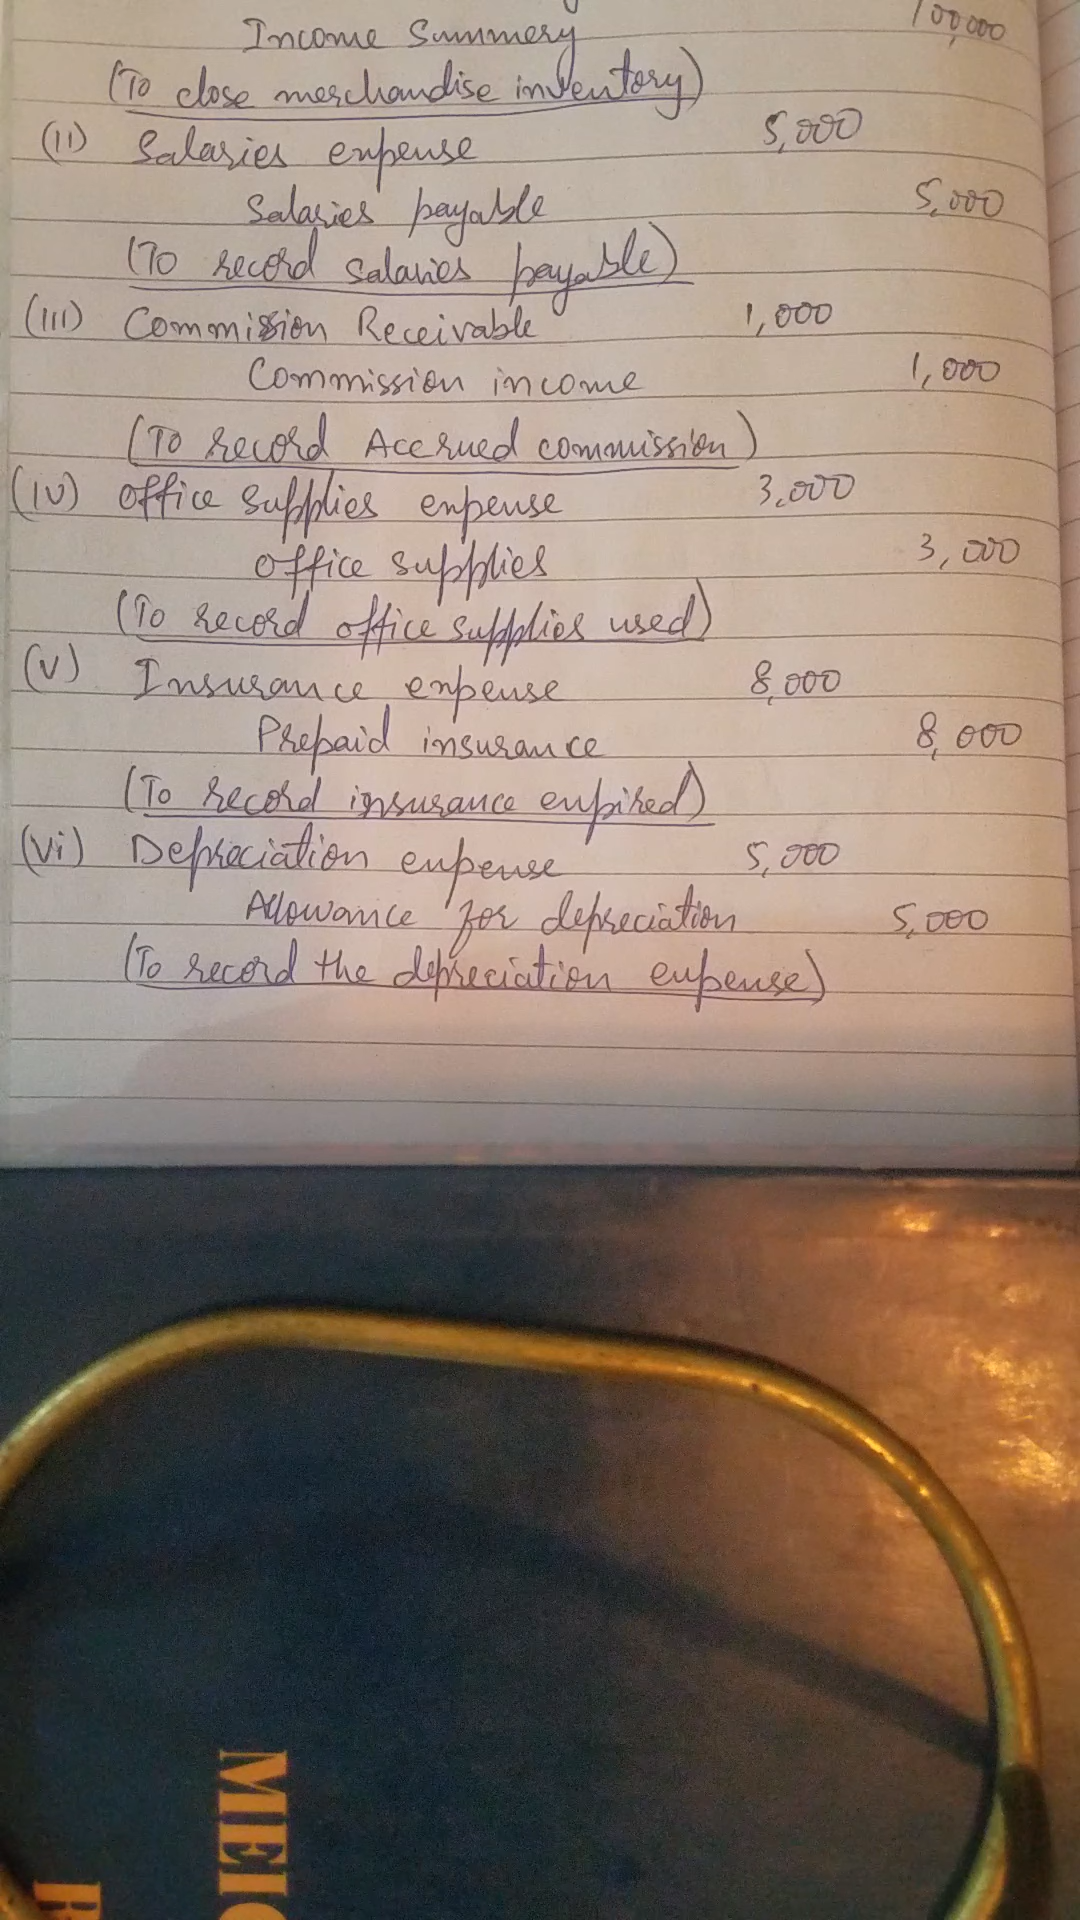 Income Summery 100,000
(To close merchandise inventory)
(ii) Salaries expense 5,000
Salaries payable 5,000
(To record salaries payable)
(iii) Commission Receivable 1,000
Commission income 1,000
(To record Accrued commission)
(iv) office supplies expense 3,000
office supplies 3,000
(To record office supplies used)
(v) Insurance expense 8,000
Prepaid insurance 8,000
(To record insurance expired)
(vi) Depreciation expense 5,000
Allowance for depreciation 5,000
(To record the depreciation expense)